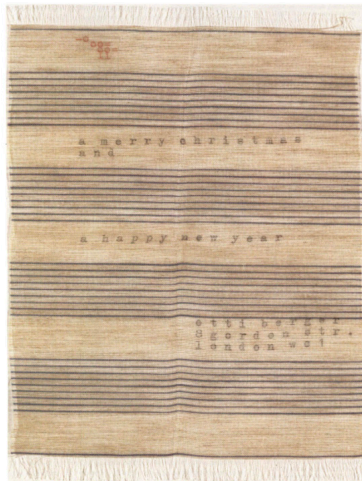 a merry christmas
and
a happy new year
otti berger
8 gordon str.
london wc1